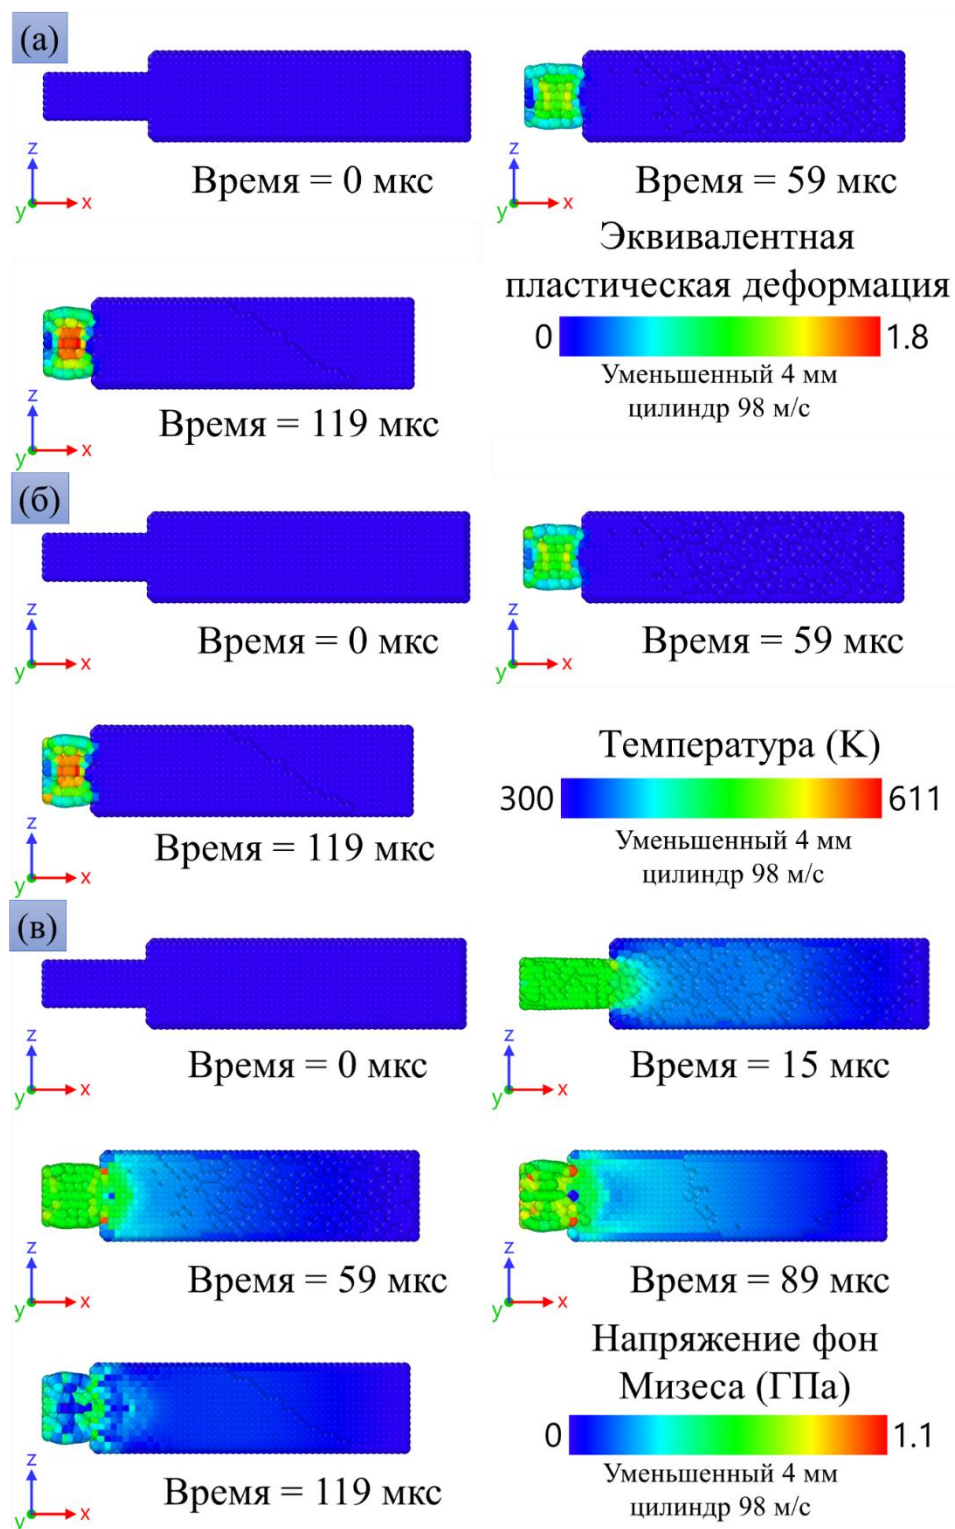 (а)
z
y x
Время = 0 мкс
z
y x
Время = 59 мкс
Эквивалентная
пластическая деформация
0 1.8
Уменьшенный 4 мм
цилиндр 98 м/с
z
y x
Время = 119 мкс
(б)
z
y x
Время = 0 мкс
z
y x
Время = 59 мкс
z
y x
Время = 119 мкс
Температура (K)
300 611
Уменьшенный 4 мм
цилиндр 98 м/с
(в)
z
y x
Время = 0 мкс
z
y x
Время = 15 мкс
z
y x
Время = 59 мкс
z
y x
Время = 89 мкс
Напряжение фон
Мизеса (ГПа)
0 1.1
Уменьшенный 4 мм
цилиндр 98 м/с
z
y x
Время = 119 мкс